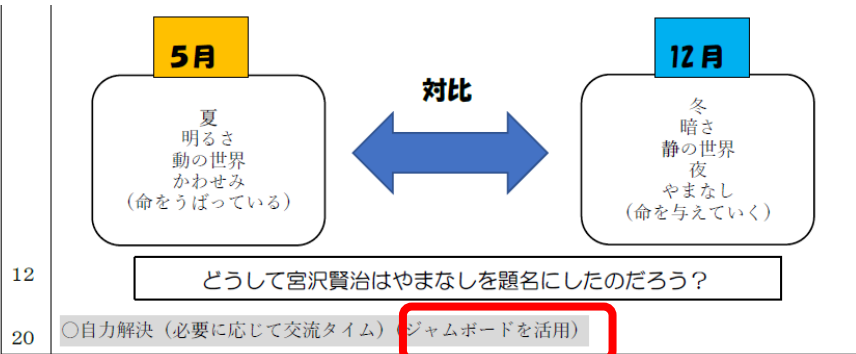 5月
夏
明るさ
動の世界
かわせみ
(命をうばっている)
対比
12月
冬
暗さ
静の世界
夜
やまなし
(命を与えていく)
12
どうして宮沢賢治はやまなしを題名にしたのだろう？
20
○自力解決（必要に応じて交流タイム）（ジャムボードを活用）